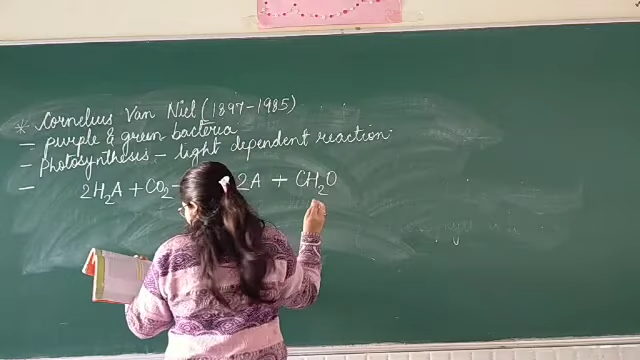 * Cornelius Van Niel (1897-1985)
- purple & green bacteria
- Photosynthesis - light dependent reaction.
- 2H₂A + CO₂ - 2A + CH₂O